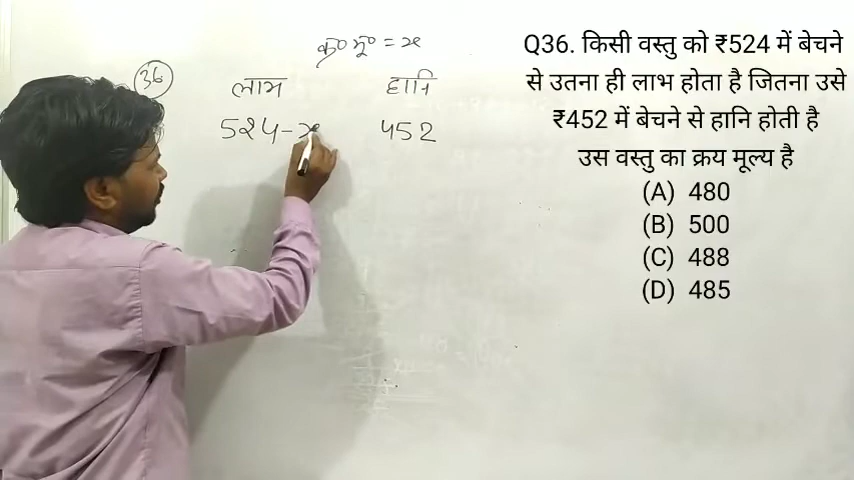 क्र० मू० = x
36
लाभ हानि
524-x 452
Q36. किसी वस्तु को ₹524 में बेचने
से उतना ही लाभ होता है जितना उसे
₹452 में बेचने से हानि होती है
उस वस्तु का क्रय मूल्य है
(A) 480
(B) 500
(C) 488
(D) 485